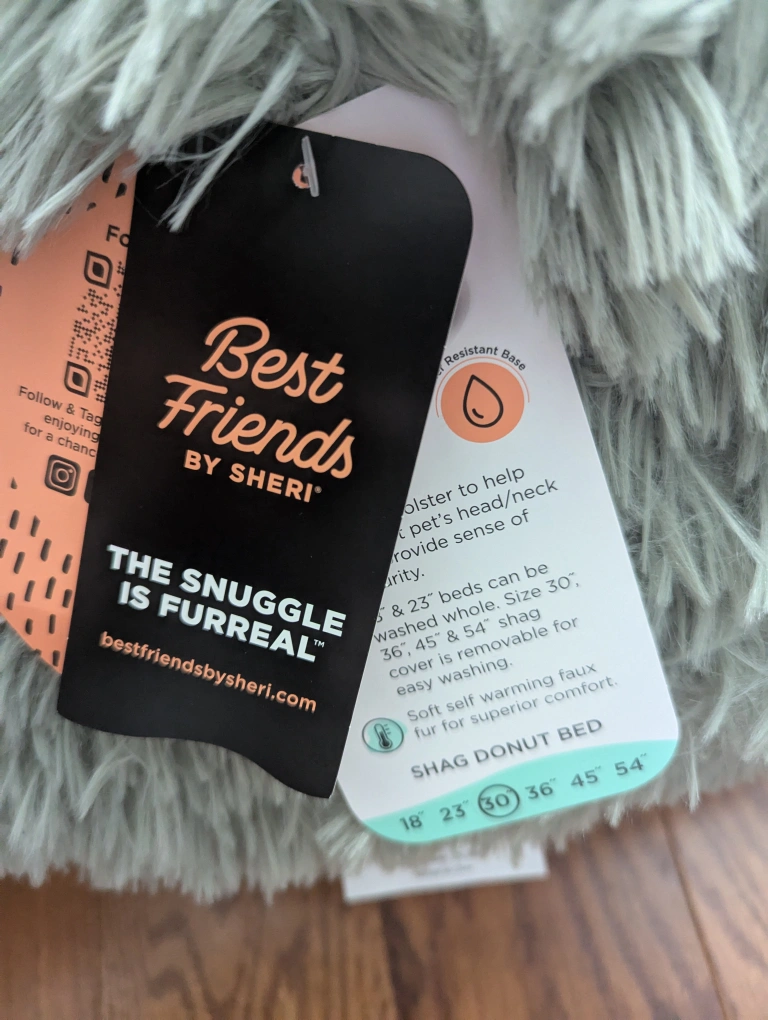 Best
Friends
BY SHERI®
THE SNUGGLE
IS FURREAL™
bestfriendsbysheri.com
Fo
Follow & Tag
enjoying
for a chanc
Resistant Base
olster to help
t pet's head/neck
rovide sense of
urity.
" & 23" beds can be
washed whole. Size 30",
36", 45" & 54" shag
cover is removable for
easy washing.
Soft self warming faux
fur for superior comfort.
SHAG DONUT BED
18" 23" 30" 36" 45" 54"